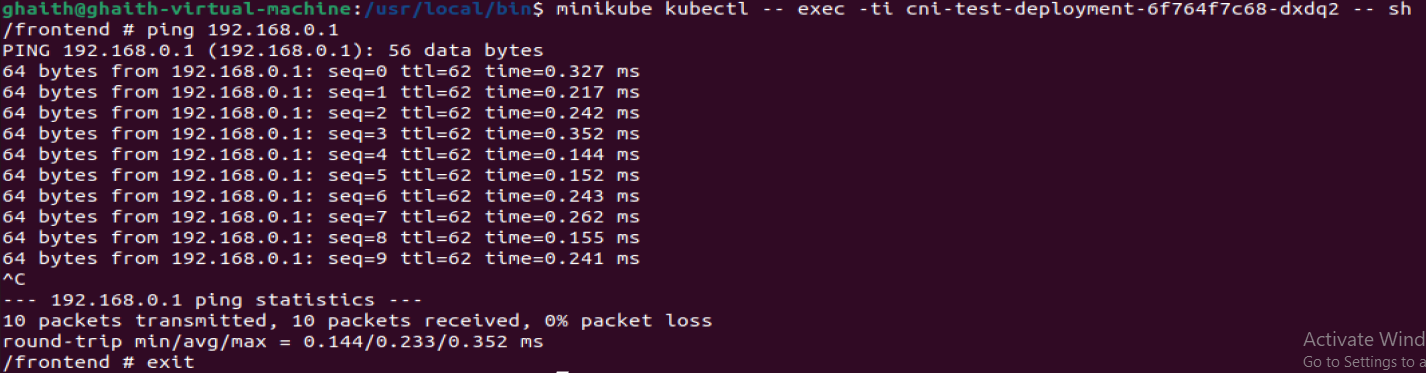 ghaith@ghaith-virtual-machine:/usr/local/bin$ minikube kubectl -- exec -ti cni-test-deployment-6f764f7c68-dxdq2 -- sh
/frontend # ping 192.168.0.1
PING 192.168.0.1 (192.168.0.1): 56 data bytes
64 bytes from 192.168.0.1: seq=0 ttl=62 time=0.327 ms
64 bytes from 192.168.0.1: seq=1 ttl=62 time=0.217 ms
64 bytes from 192.168.0.1: seq=2 ttl=62 time=0.242 ms
64 bytes from 192.168.0.1: seq=3 ttl=62 time=0.352 ms
64 bytes from 192.168.0.1: seq=4 ttl=62 time=0.144 ms
64 bytes from 192.168.0.1: seq=5 ttl=62 time=0.152 ms
64 bytes from 192.168.0.1: seq=6 ttl=62 time=0.243 ms
64 bytes from 192.168.0.1: seq=7 ttl=62 time=0.262 ms
64 bytes from 192.168.0.1: seq=8 ttl=62 time=0.155 ms
64 bytes from 192.168.0.1: seq=9 ttl=62 time=0.241 ms
^C
--- 192.168.0.1 ping statistics ---
10 packets transmitted, 10 packets received, 0% packet loss
round-trip min/avg/max = 0.144/0.233/0.352 ms
/frontend # exit
Activate Wind
Go to Settings to a